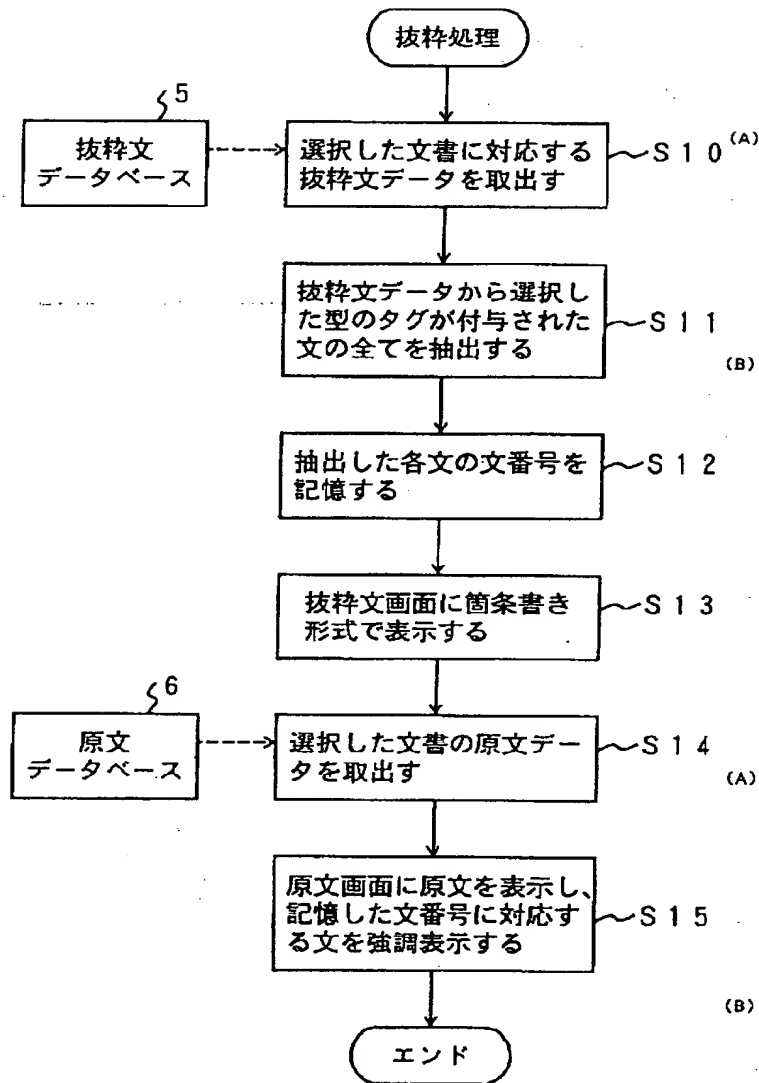 抜粋処理
5
抜粋文
データベース
選択した文書に対応する
抜粋文データを取出す
S10
(A)
抜粋文データから選択し
た型のタグが付与された
文の全てを抽出する
S11
(B)
抽出した各文の文番号を
記憶する
S12
抜粋文画面に箇条書き
形式で表示する
S13
6
原文
データベース
選択した文書の原文デー
タを取出す
S14
(A)
原文画面に原文を表示し、
記憶した文番号に対応す
る文を強調表示する
S15
(B)
エンド